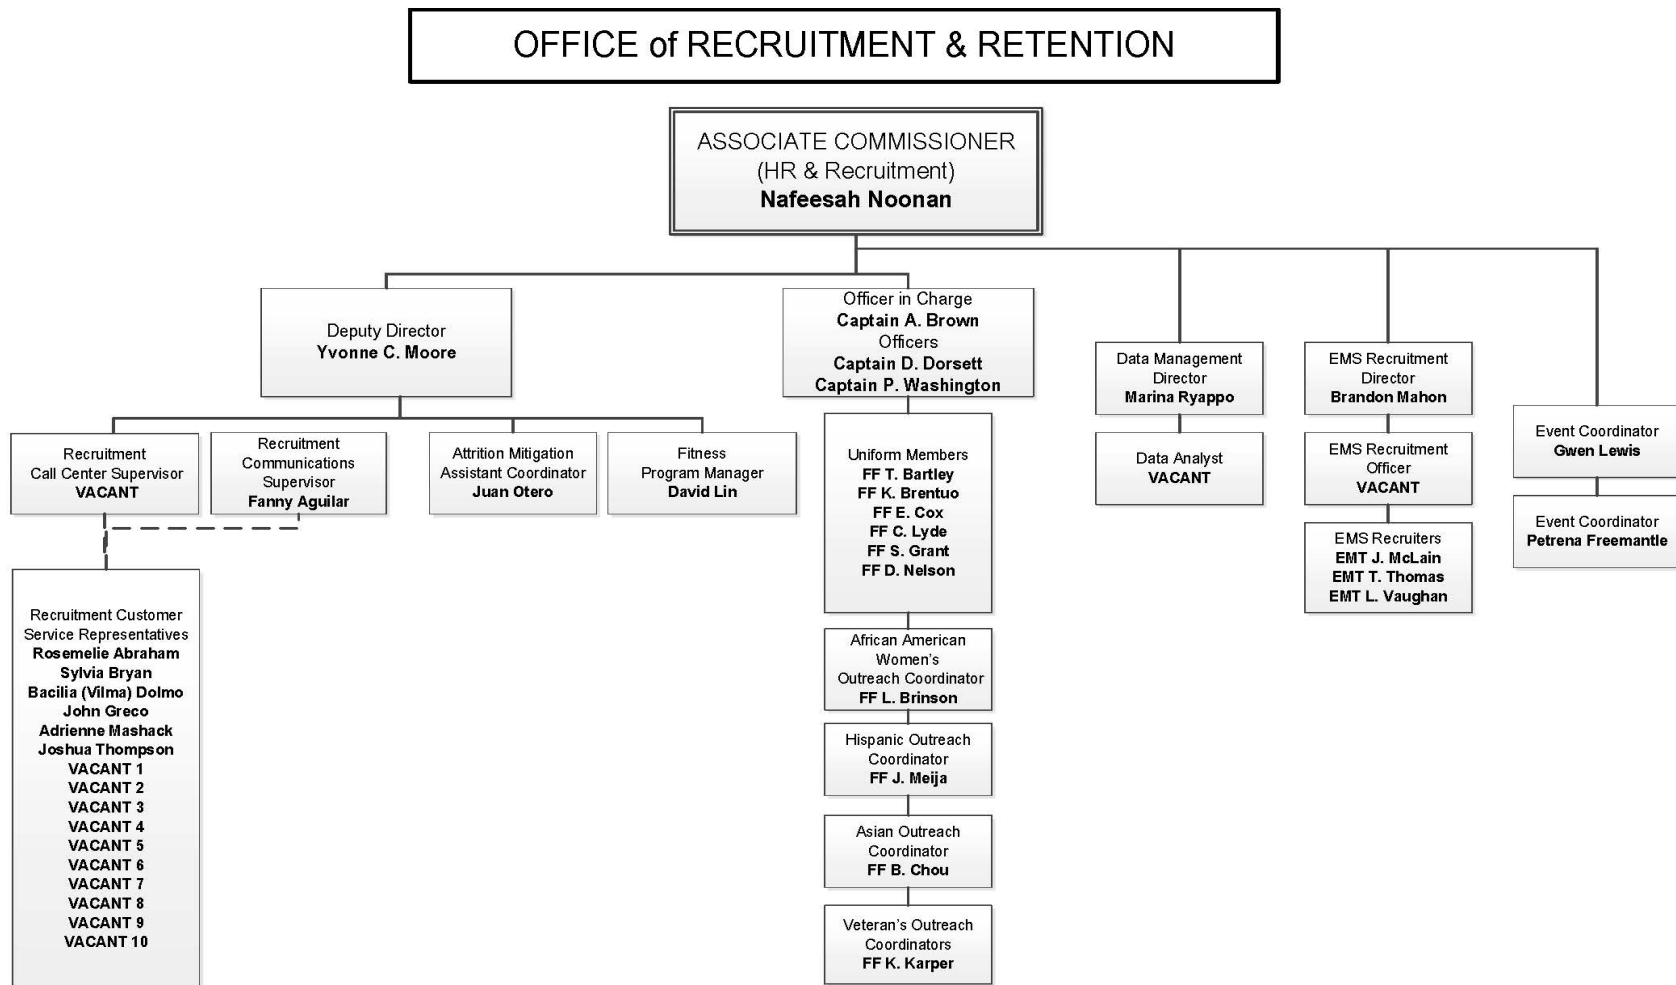 OFFICE of RECRUITMENT & RETENTION
ASSOCIATE COMMISSIONER
(HR & Recruitment)
Nafeesah Noonan
Deputy Director
Yvonne C. Moore
Officer in Charge
Captain A. Brown
Officers
Captain D. Dorsett
Captain P. Washington
Data Management
Director
Marina Ryappo
EMS Recruitment
Director
Brandon Mahon
Event Coordinator
Gwen Lewis
Recruitment
Call Center Supervisor
VACANT
Recruitment
Communications
Supervisor
Fanny Aguilar
Attrition Mitigation
Assistant Coordinator
Juan Otero
Fitness
Program Manager
David Lin
Uniform Members
FF T. Bartley
FF K. Brentuo
FF E. Cox
FF C. Lyde
FF S. Grant
FF D. Nelson
Data Analyst
VACANT
EMS Recruitment
Officer
VACANT
Event Coordinator
Petrena Freemantle
EMS Recruiters
EMT J. McLain
EMT T. Thomas
EMT L. Vaughan
Recruitment Customer
Service Representatives
Rosemelie Abraham
Sylvia Bryan
Bacilia (Vilma) Dolmo
John Greco
Adrienne Mashack
Joshua Thompson
VACANT 1
VACANT 2
VACANT 3
VACANT 4
VACANT 5
VACANT 6
VACANT 7
VACANT 8
VACANT 9
VACANT 10
African American
Women's
Outreach Coordinator
FF L. Brinson
Hispanic Outreach
Coordinator
FF J. Meija
Asian Outreach
Coordinator
FF B. Chou
Veteran's Outreach
Coordinators
FF K. Karper